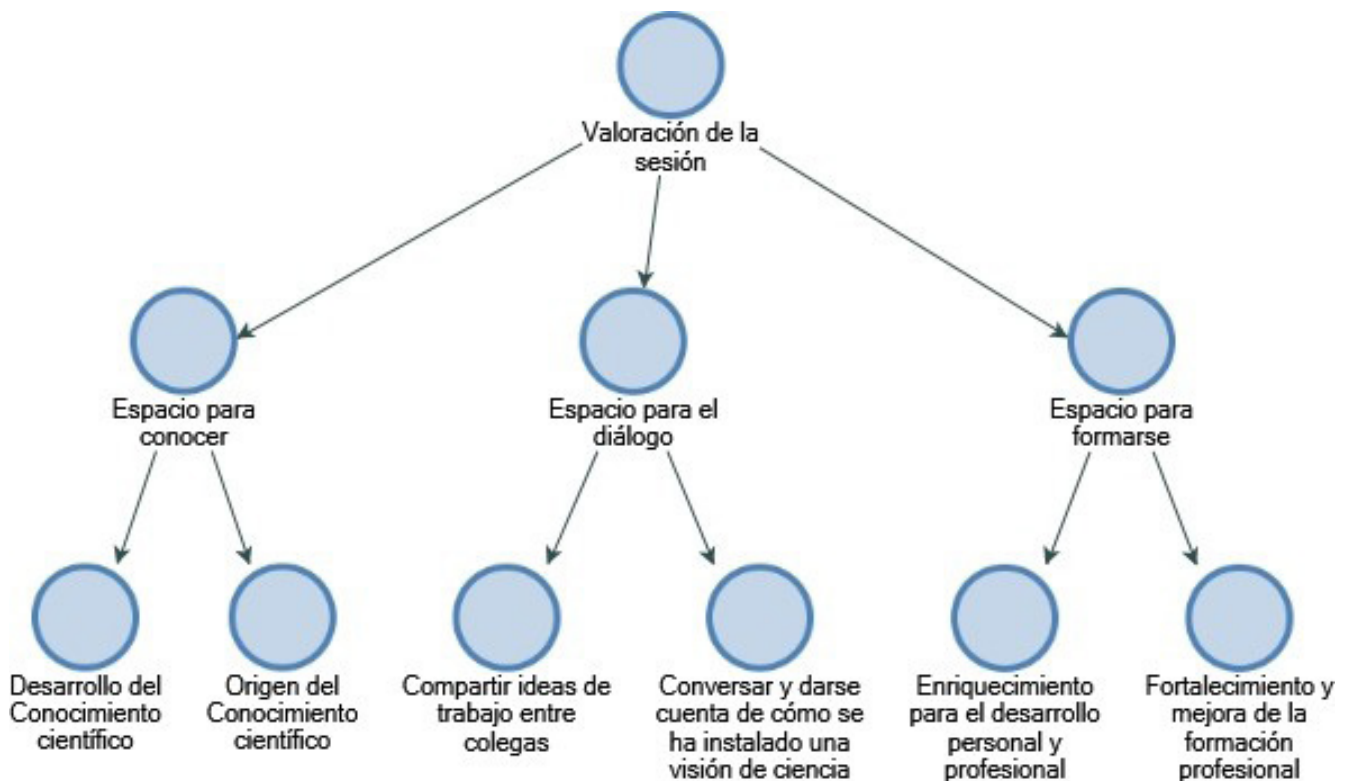 Valoración de la
sesión
Espacio para
conocer
Espacio para el
diálogo
Espacio para
formarse
Desarrollo del
Conocimiento
científico
Origen del
Conocimiento
científico
Compartir ideas de
trabajo entre
colegas
Conversar y darse
cuenta de cómo se
ha instalado una
visión de ciencia
Enriquecimiento
para el desarrollo
personal y
profesional
Fortalecimiento y
mejora de la
formación
profesional